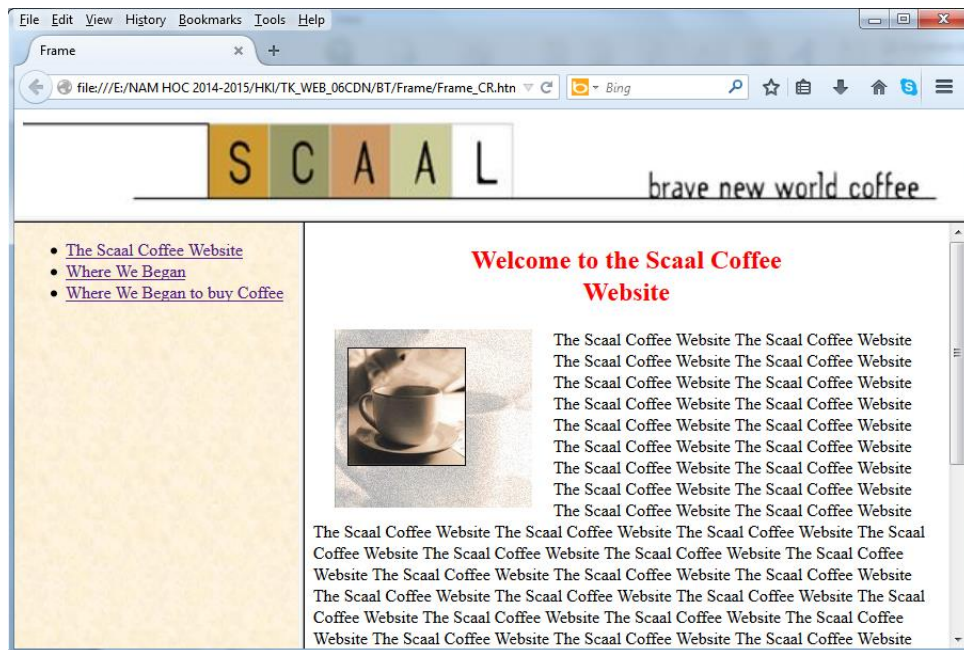 File Edit View History Bookmarks Tools Help
Frame
file:///E:/NAM HOC 2014-2015/HKI/TK_WEB_06CDN/BT/Frame/Frame_CR.htn
Bing
SCAAL
brave new world coffee
The Scaal Coffee Website
Where We Began
Where We Began to buy Coffee
Welcome to the Scaal Coffee
Website
The Scaal Coffee Website The Scaal Coffee Website
The Scaal Coffee Website The Scaal Coffee Website
The Scaal Coffee Website The Scaal Coffee Website
The Scaal Coffee Website The Scaal Coffee Website
The Scaal Coffee Website The Scaal Coffee Website
The Scaal Coffee Website The Scaal Coffee Website
The Scaal Coffee Website The Scaal Coffee Website
The Scaal Coffee Website The Scaal Coffee Website
The Scaal Coffee Website The Scaal Coffee Website
The Scaal Coffee Website The Scaal Coffee Website The Scaal Coffee Website The Scaal
Coffee Website The Scaal Coffee Website The Scaal Coffee Website The Scaal Coffee
Website The Scaal Coffee Website The Scaal Coffee Website The Scaal Coffee Website
The Scaal Coffee Website The Scaal Coffee Website The Scaal Coffee Website The Scaal
Coffee Website The Scaal Coffee Website The Scaal Coffee Website The Scaal Coffee
Website The Scaal Coffee Website The Scaal Coffee Website The Scaal Coffee Website